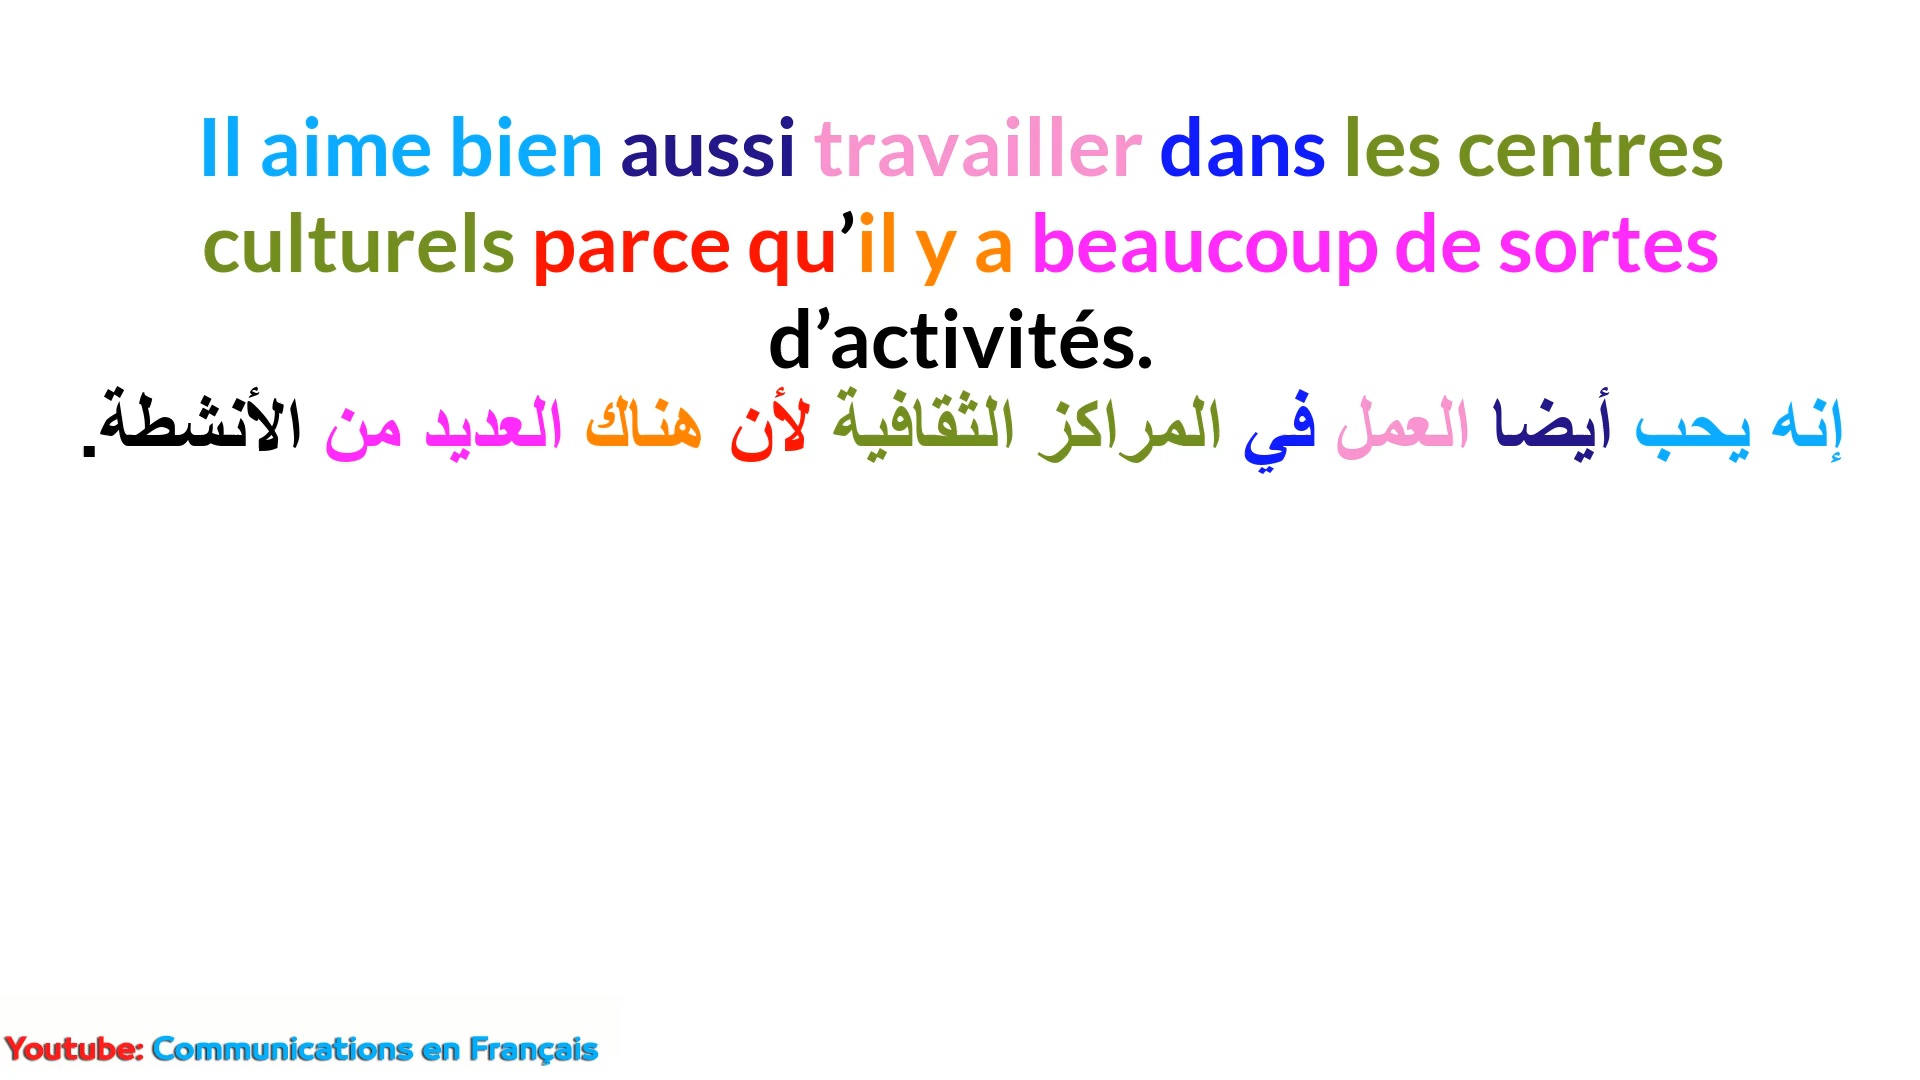 Il aime bien aussi travailler dans les centres
culturels parce qu’il y a beaucoup de sortes
d’activités.
إنه يحب أيضا العمل في المراكز الثقافية لأن هناك العديد من الأنشطة.
Youtube: Communications en Français